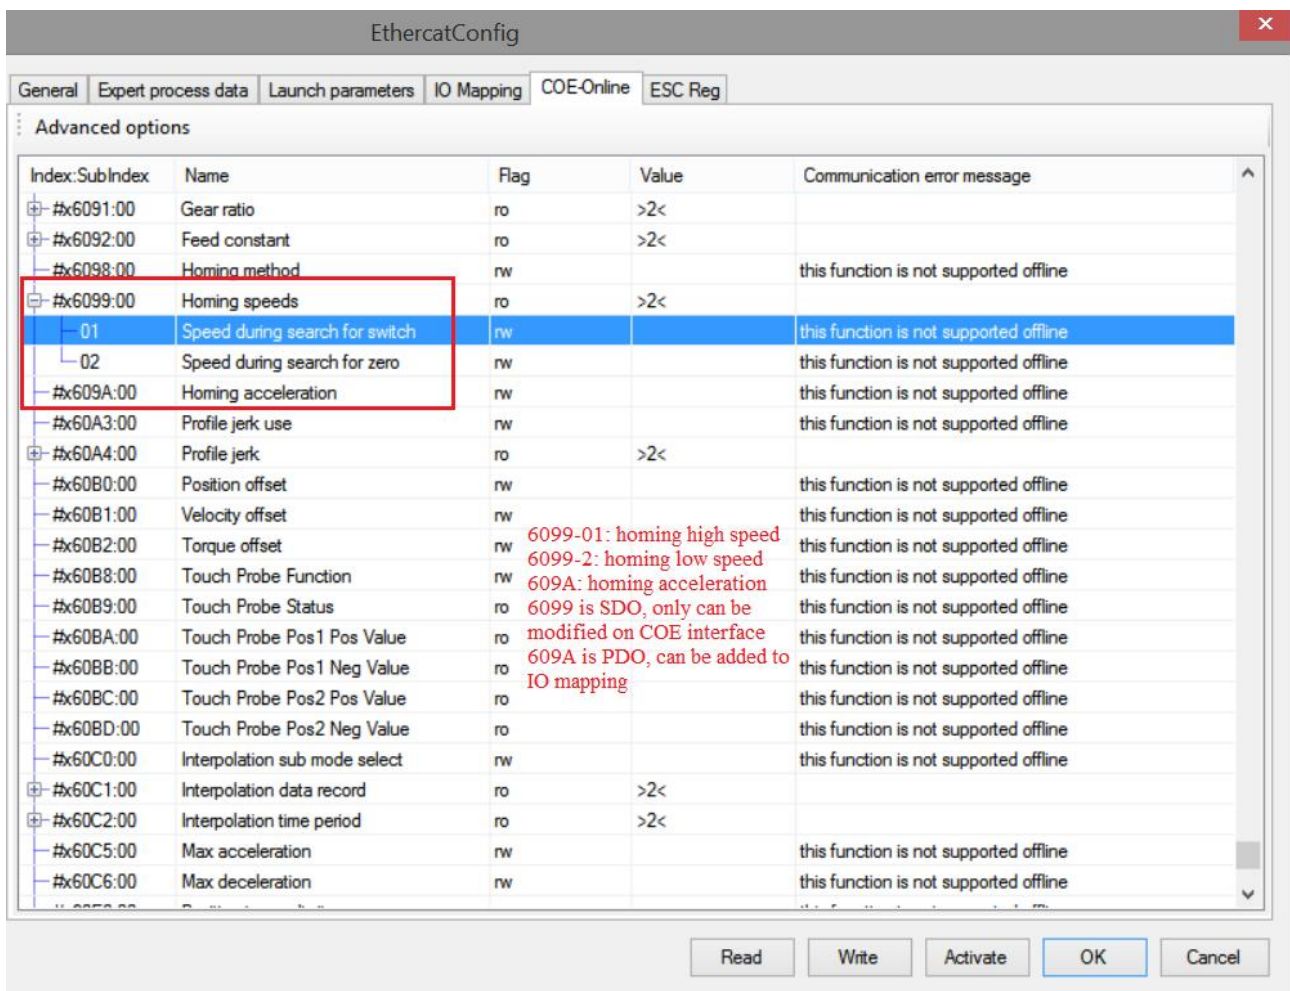 EthercatConfig
General Expert process data Launch parameters IO Mapping COE-Online ESC Reg
Advanced options
Index:SubIndex Name Flag Value Communication error message
#x6091:00 Gear ratio ro >2<
#x6092:00 Feed constant ro >2<
#x6098:00 Homing method rw this function is not supported offline
#x6099:00 Homing speeds ro >2<
01 Speed during search for switch rw this function is not supported offline
02 Speed during search for zero rw this function is not supported offline
#x609A:00 Homing acceleration rw this function is not supported offline
#x60A3:00 Profile jerk use rw this function is not supported offline
#x60A4:00 Profile jerk ro >2<
#x60B0:00 Position offset rw this function is not supported offline
#x60B1:00 Velocity offset rw this function is not supported offline
#x60B2:00 Torque offset rw this function is not supported offline
#x60B8:00 Touch Probe Function rw this function is not supported offline
#x60B9:00 Touch Probe Status ro this function is not supported offline
#x60BA:00 Touch Probe Pos1 Pos Value ro this function is not supported offline
#x60BB:00 Touch Probe Pos1 Neg Value ro this function is not supported offline
#x60BC:00 Touch Probe Pos2 Pos Value ro this function is not supported offline
#x60BD:00 Touch Probe Pos2 Neg Value ro this function is not supported offline
#x60C0:00 Interpolation sub mode select rw this function is not supported offline
#x60C1:00 Interpolation data record ro >2<
#x60C2:00 Interpolation time period ro >2<
#x60C5:00 Max acceleration rw this function is not supported offline
#x60C6:00 Max deceleration rw this function is not supported offline
6099-01: homing high speed
6099-2: homing low speed
609A: homing acceleration
6099 is SDO, only can be
modified on COE interface
609A is PDO, can be added to
IO mapping
Read Write Activate OK Cancel